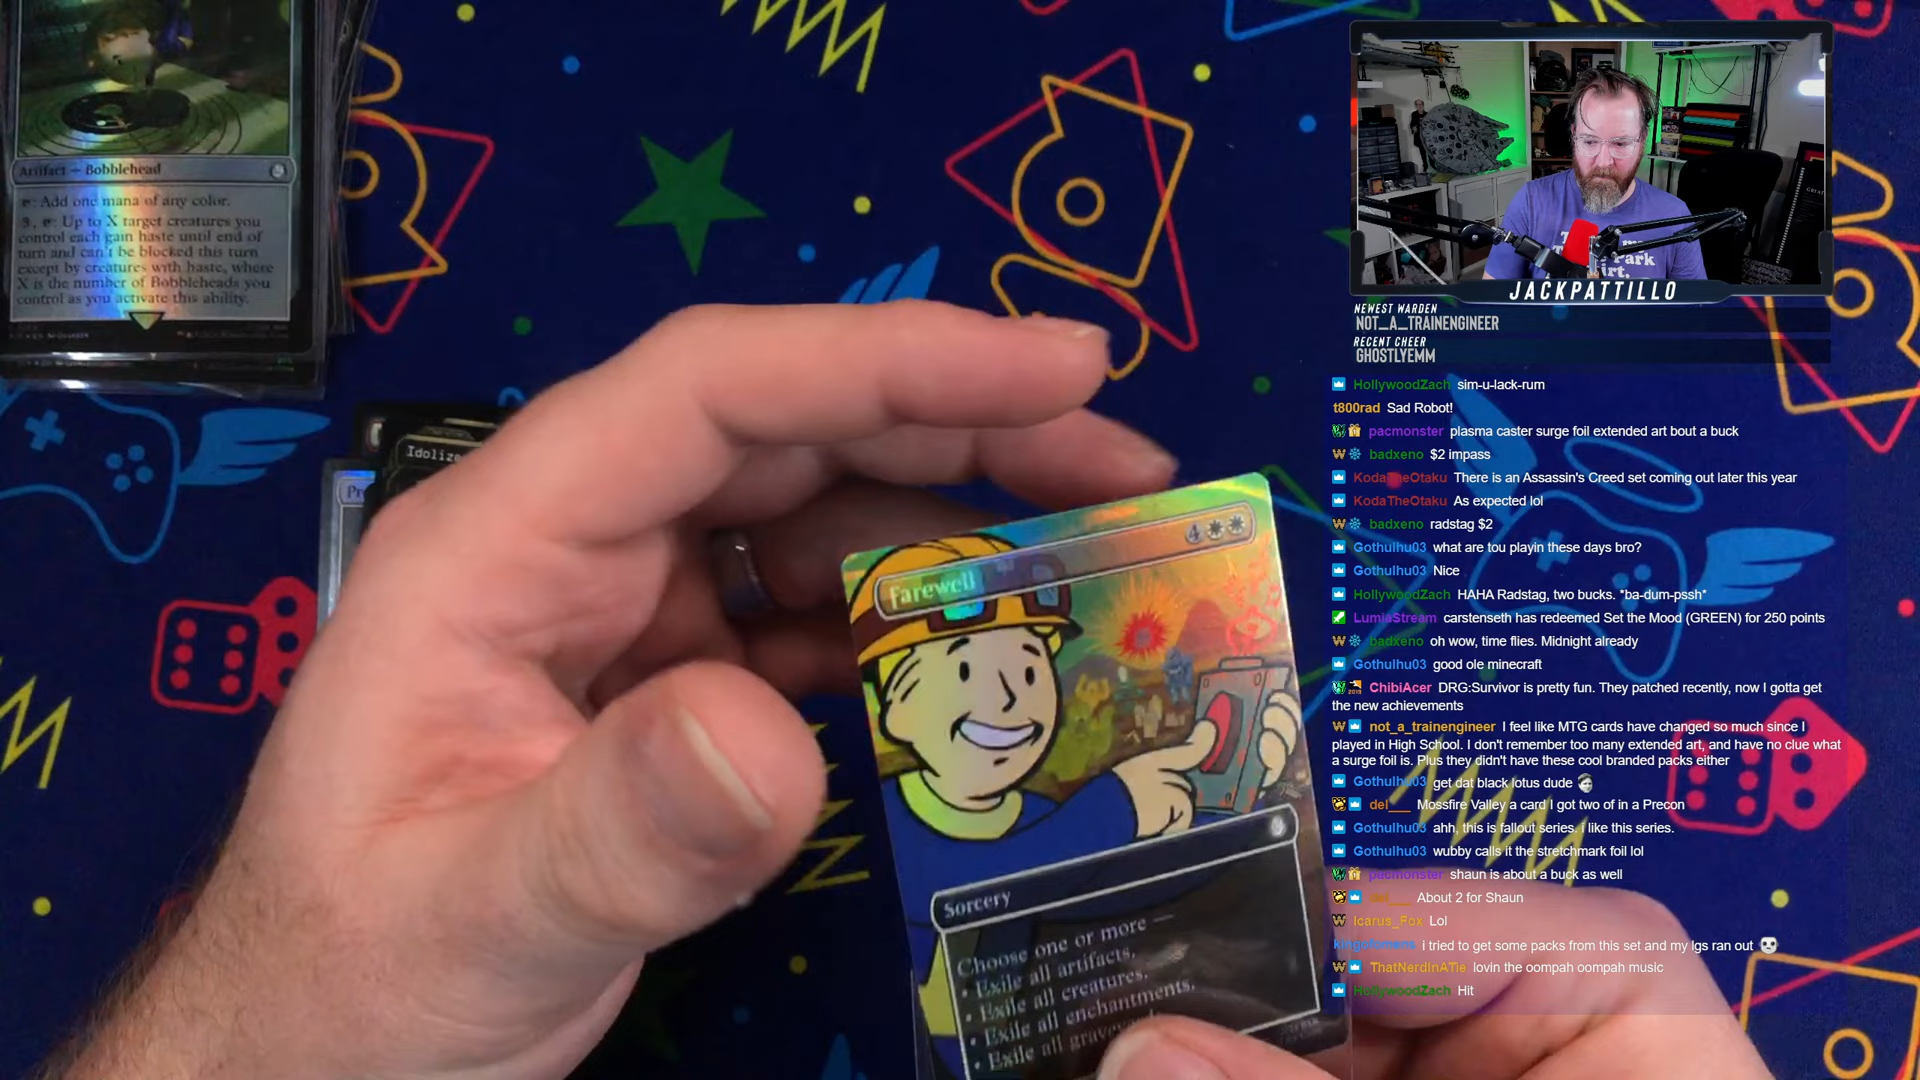 Artifact — Bobblehead
: Add one mana of any color.
3, : Up to X target creatures you
control each gain haste until end of
turn and can't be blocked this turn
except by creatures with haste, where
X is the number of Bobbleheads you
control as you activate this ability.
Idolize
Farewell
4
Sorcery
Choose one or more —
• Exile all artifacts.
• Exile all creatures.
• Exile all enchantments.
• Exile all
JACKPATTILLO
NEWEST WARDEN
NOT_A_TRAINENGINEER
RECENT CHEER
GHOSTLYEMM
HollywoodZach sim-u-lack-rum
t800rad Sad Robot!
pacmonster plasma caster surge foil extended art bout a buck
badxeno $2 impass
KodaTheOtaku There is an Assassin's Creed set coming out later this year
KodaTheOtaku As expected lol
badxeno radstag $2
Gothulhu03 what are tou playin these days bro?
Gothulhu03 Nice
HollywoodZach HAHA Radstag, two bucks. *ba-dum-pssh*
LumiaStream carstenseth has redeemed Set the Mood (GREEN) for 250 points
badxeno oh wow, time flies. Midnight already
Gothulhu03 good ole minecraft
ChibiAcer DRG:Survivor is pretty fun. They patched recently, now I gotta get
the new achievements
not_a_trainengineer I feel like MTG cards have changed so much since I
played in High School. I don't remember too many extended art, and have no clue what
a surge foil is. Plus they didn't have these cool branded packs either
Gothulhu03 get dat black lotus dude
del___ Mossfire Valley a card I got two of in a Precon
Gothulhu03 ahh, this is fallout series. i like this series.
Gothulhu03 wubby calls it the stretchmark foil lol
pacmonster shaun is about a buck as well
del___ About 2 for Shaun
Icarus_Fox Lol
i tried to get some packs from this set and my lgs ran out
ThatNerdInATie lovin the oompah oompah music
HollywoodZach Hit